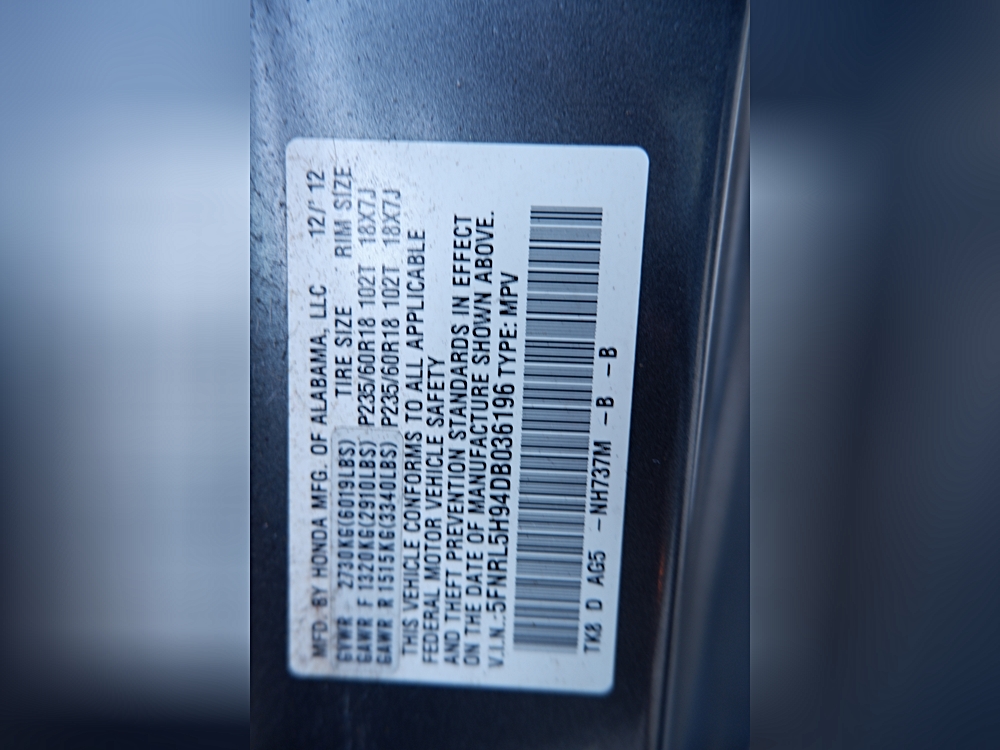 MFD. BY HONDA MFG. OF ALABAMA, LLC 12/ 12
GVWR 2730KG(6019LBS) TIRE SIZE RIM SIZE
GAWR F 1320KG(2910LBS) P235/60R18 102T 18X7J
GAWR R 1515KG(3340LBS) P235/60R18 102T 18X7J
THIS VEHICLE CONFORMS TO ALL APPLICABLE
FEDERAL MOTOR VEHICLE SAFETY
AND THEFT PREVENTION STANDARDS IN EFFECT
ON THE DATE OF MANUFACTURE SHOWN ABOVE.
V.I.N.:5FNRL5H94DB036196 TYPE: MPV
TK8 D AG5 -NH737M -B -B